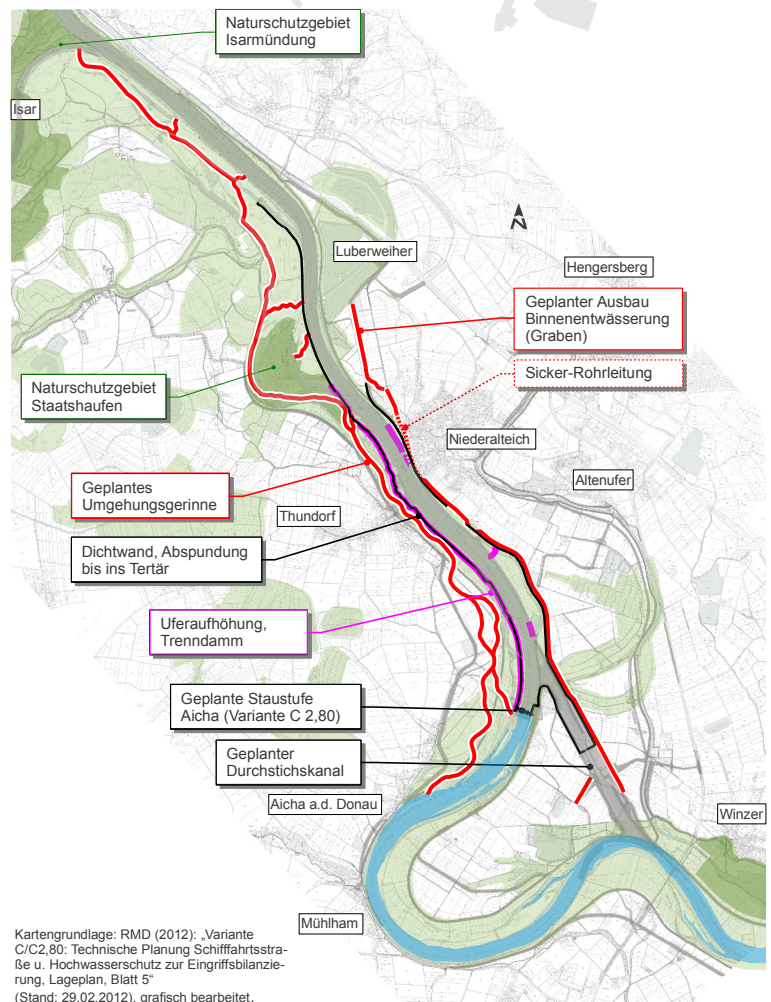 Naturschutzgebiet
Isarmündung
Isar
Luberweiher
Hengersberg
Geplanter Ausbau
Binnenentwässerung
(Graben)
Sicker-Rohrleitung
Naturschutzgebiet
Staatshaufen
Niederalteich
Altenufer
Geplantes
Umgehungsgerinne
Thundorf
Dichtwand, Abspundung
bis ins Tertär
Uferaufhöhung,
Trenndamm
Geplante Staustufe
Aicha (Variante C 2,80)
Geplanter
Durchstichskanal
Aicha a.d. Donau
Winzer
Mühlham
Kartengrundlage: RMD (2012): „Variante
C/C2,80: Technische Planung Schifffahrtsstra-
ße u. Hochwasserschutz zur Eingriffsbilanzie-
rung, Lageplan, Blatt 5“
(Stand: 29.02.2012), grafisch bearbeitet.